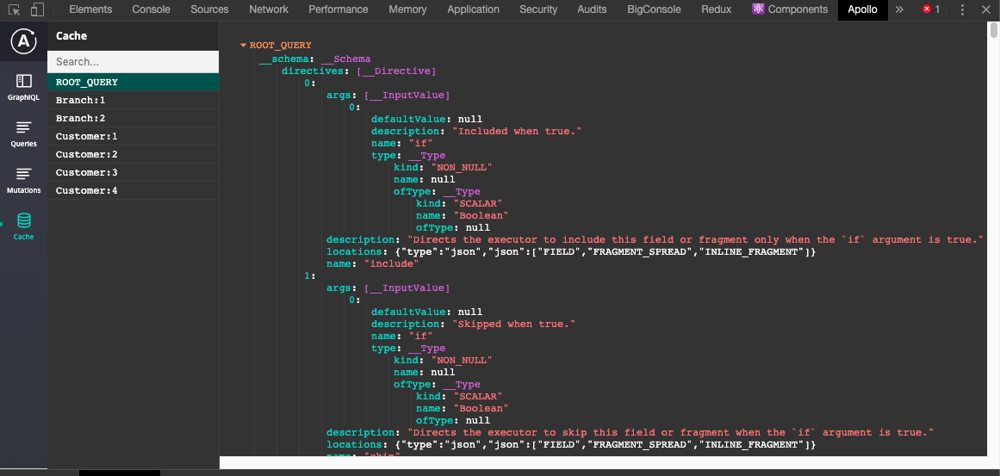 Elements Console Sources Network Performance Memory Application Security Audits BigConsole Redux Components Apollo » 1
A
GraphiQL
Queries
Mutations
Cache
Cache
Search...
ROOT_QUERY
Branch:1
Branch:2
Customer:1
Customer:2
Customer:3
Customer:4
ROOT_QUERY
__schema: __Schema
directives: [__Directive]
0:
args: [__InputValue]
0:
defaultValue: null
description: "Included when true."
name: "if"
type: __Type
kind: "NON_NULL"
name: null
ofType: __Type
kind: "SCALAR"
name: "Boolean"
ofType: null
description: "Directs the executor to include this field or fragment only when the `if` argument is true."
locations: {"type":"json","json":["FIELD","FRAGMENT_SPREAD","INLINE_FRAGMENT"]}
name: "include"
1:
args: [__InputValue]
0:
defaultValue: null
description: "Skipped when true."
name: "if"
type: __Type
kind: "NON_NULL"
name: null
ofType: __Type
kind: "SCALAR"
name: "Boolean"
ofType: null
description: "Directs the executor to skip this field or fragment when the `if` argument is true."
locations: {"type":"json","json":["FIELD","FRAGMENT_SPREAD","INLINE_FRAGMENT"]}
name: "skip"